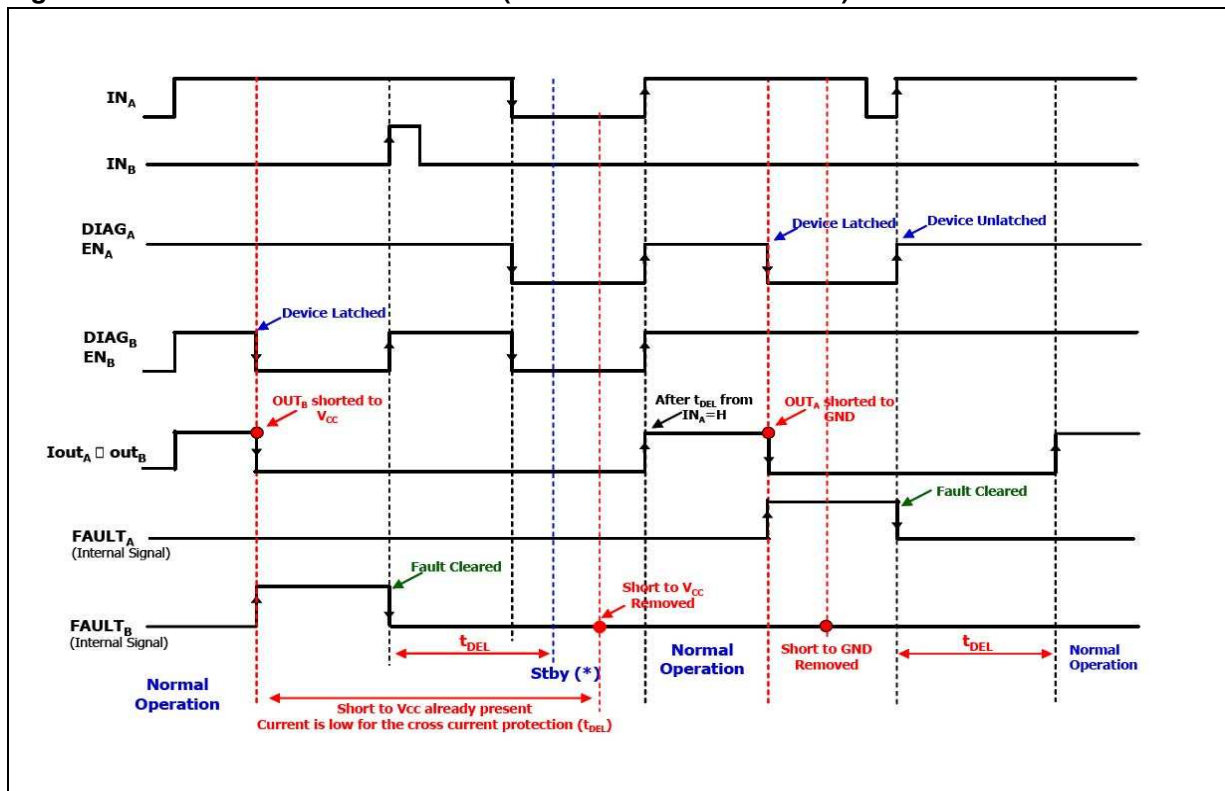 IN_A
IN_B
DIAG_A
EN_A
Device Latched
Device Unlatched
DIAG_B
EN_B
Device Latched
OUT_B shorted to
V_CC
After t_DEL from
IN_A=H
OUT_A shorted to
GND
Iout_A □ out_B
Fault Cleared
FAULT_A
(Internal Signal)
Fault Cleared
Short to V_CC
Removed
FAULT_B
(Internal Signal)
t_DEL
Stby (*)
Normal
Operation
Short to GND
Removed
t_DEL
Normal
Operation
Normal
Operation
Short to Vcc already present
Current is low for the cross current protection (t_DEL)